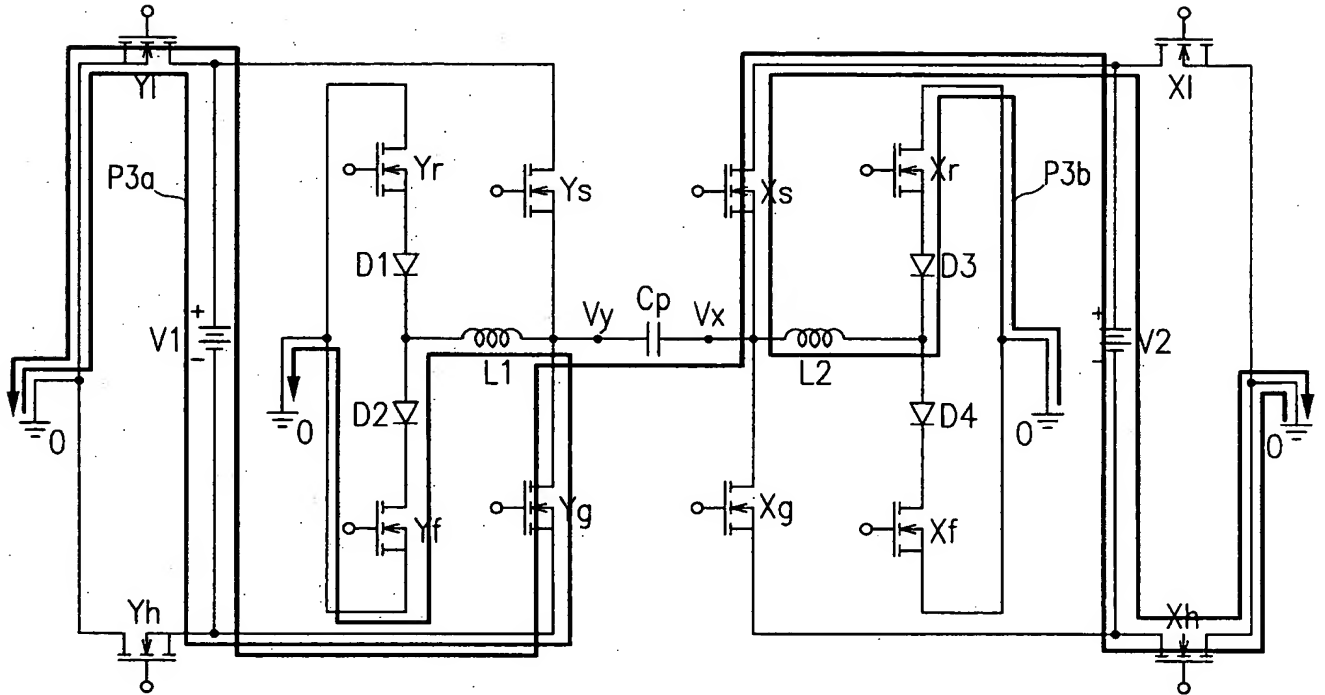 Yl
Xl
P3a
Yr
Ys
Xs
Xr
P3b
D1
D3
+
V1
-
Vy
Cp
Vx
+
V2
-
L1
L2
0
D2
0
D4
0
0
Yf
Yg
Xg
Xf
Yh
Xh